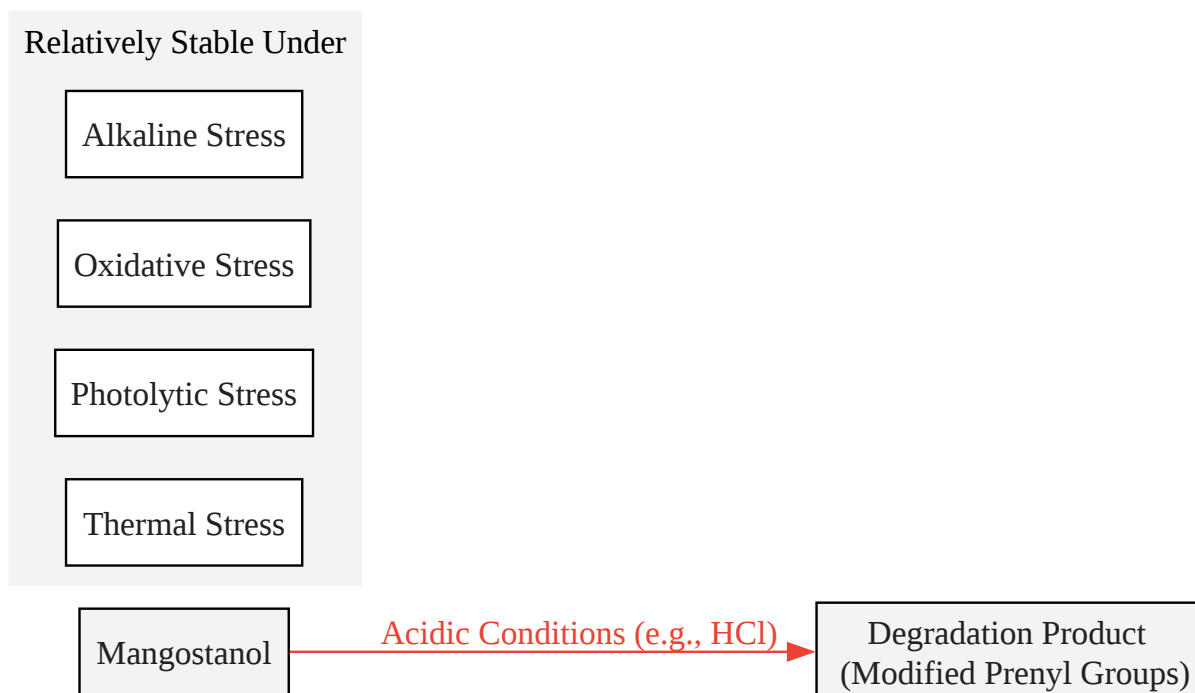 Relatively Stable Under
Alkaline Stress
Oxidative Stress
Photolytic Stress
Thermal Stress
Mangostanol
Acidic Conditions (e.g., HCl)
Degradation Product
(Modified Prenyl Groups)